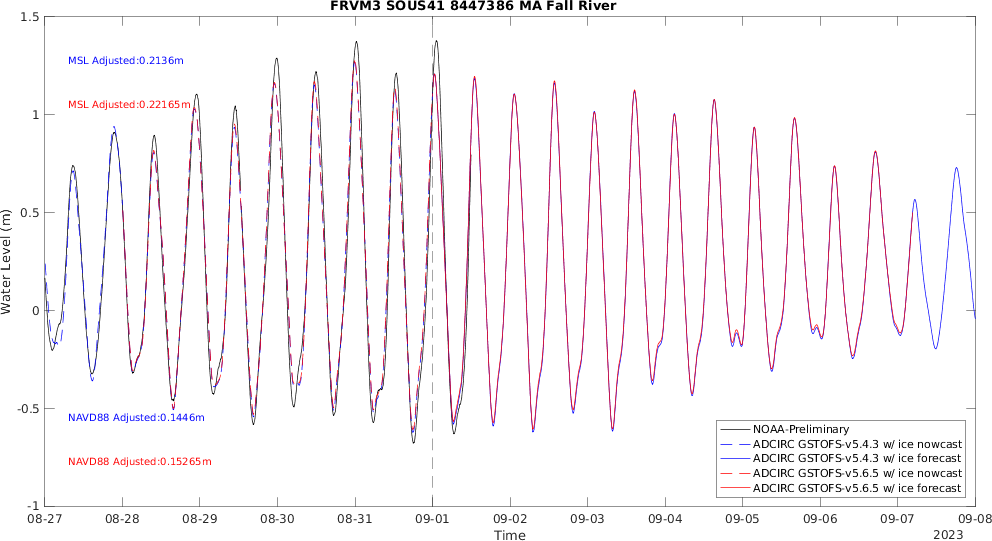 FRVM3 SOUS41 8447386 MA Fall River
1.5
1
0.5
0
-0.5
-1
Water Level (m)
MSL Adjusted:0.2136m
MSL Adjusted:0.22165m
NAVD88 Adjusted:0.1446m
NAVD88 Adjusted:0.15265m
NOAA-Preliminary
ADCIRC GSTOFS-v5.4.3 w/ ice nowcast
ADCIRC GSTOFS-v5.4.3 w/ ice forecast
ADCIRC GSTOFS-v5.6.5 w/ ice nowcast
ADCIRC GSTOFS-v5.6.5 w/ ice forecast
08-27 08-28 08-29 08-30 08-31 09-01 09-02 09-03 09-04 09-05 09-06 09-07 09-08
Time
2023